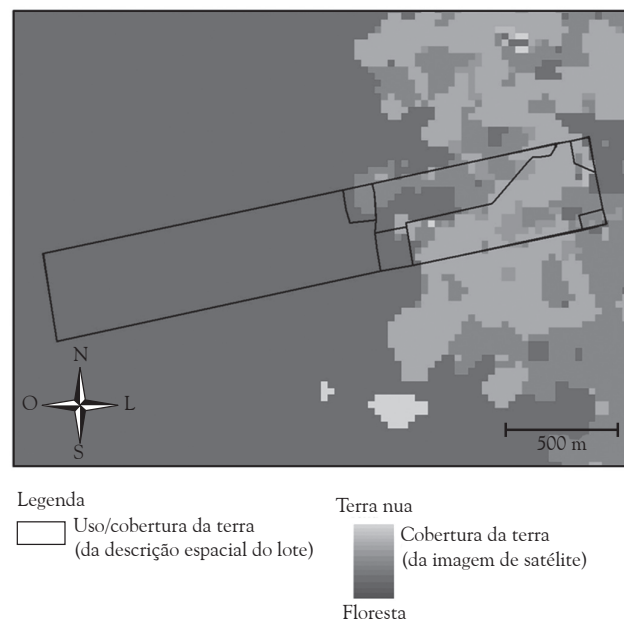 N
O L
S
500 m
Legenda
Uso/cobertura da terra
(da descrição espacial do lote)
Terra nua
Cobertura da terra
(da imagem de satélite)
Floresta